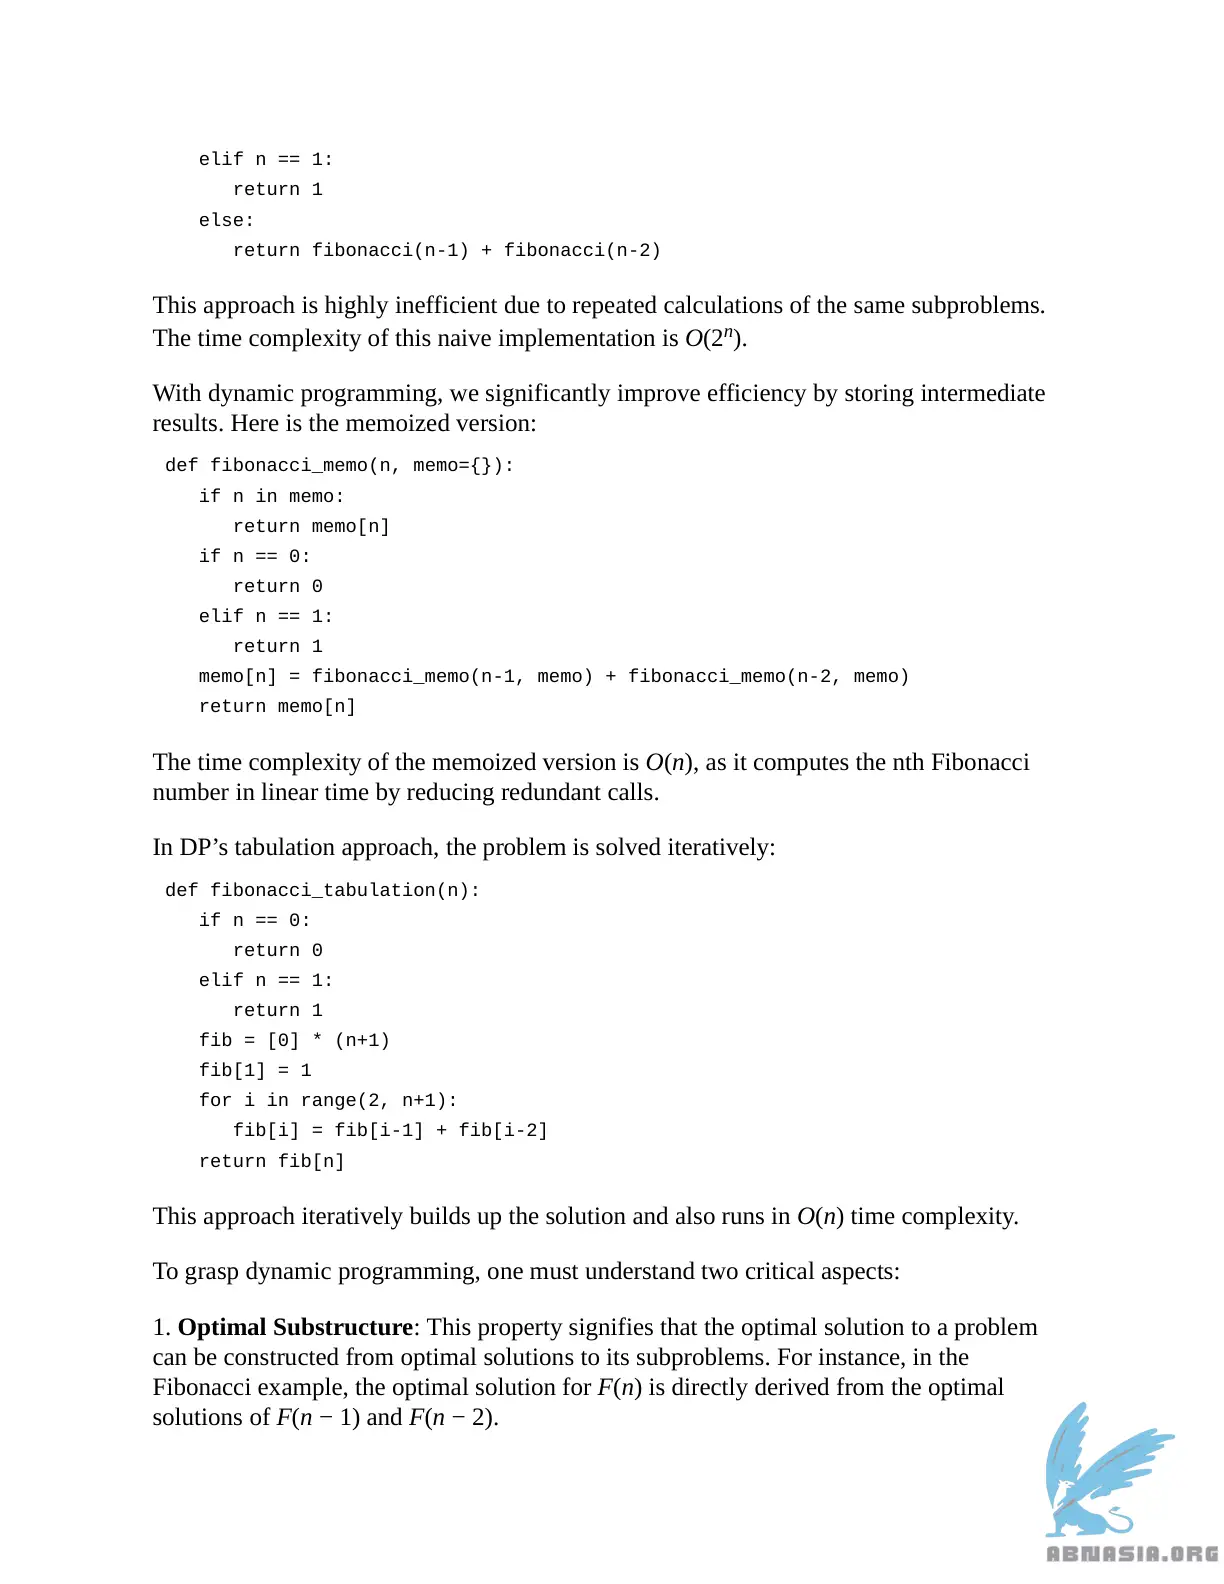 elif n == 1:
return 1
else:
return fibonacci(n-1) + fibonacci(n-2)
This approach is highly inefficient due to repeated calculations of the same subproblems.
The time complexity of this naive implementation is O(2ⁿ).
With dynamic programming, we significantly improve efficiency by storing intermediate
results. Here is the memoized version:
def fibonacci_memo(n, memo={}):
if n in memo:
return memo[n]
if n == 0:
return 0
elif n == 1:
return 1
memo[n] = fibonacci_memo(n-1, memo) + fibonacci_memo(n-2, memo)
return memo[n]
The time complexity of the memoized version is O(n), as it computes the nth Fibonacci
number in linear time by reducing redundant calls.
In DP’s tabulation approach, the problem is solved iteratively:
def fibonacci_tabulation(n):
if n == 0:
return 0
elif n == 1:
return 1
fib = [0] * (n+1)
fib[1] = 1
for i in range(2, n+1):
fib[i] = fib[i-1] + fib[i-2]
return fib[n]
This approach iteratively builds up the solution and also runs in O(n) time complexity.
To grasp dynamic programming, one must understand two critical aspects:
1. Optimal Substructure: This property signifies that the optimal solution to a problem
can be constructed from optimal solutions to its subproblems. For instance, in the
Fibonacci example, the optimal solution for F(n) is directly derived from the optimal
solutions of F(n − 1) and F(n − 2).
ABNASIA.ORG